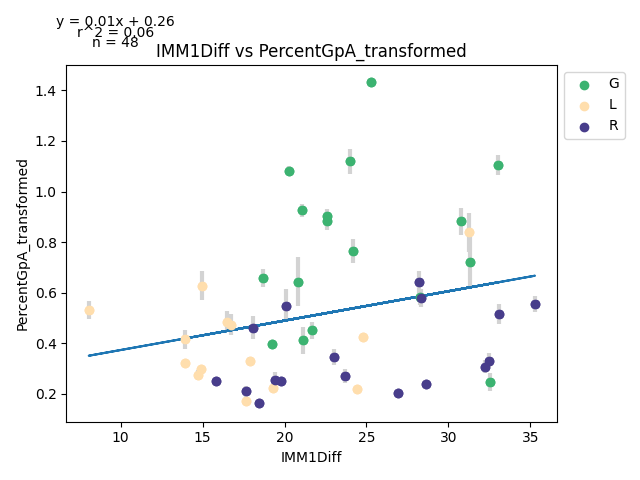 y = 0.01x + 0.26
r^2 = 0.06
n = 48
IMM1Diff vs PercentGpA_transformed
G
L
R
PercentGpA_transformed
1.4
1.2
1.0
0.8
0.6
0.4
0.2
10 15 20 25 30 35
IMM1Diff